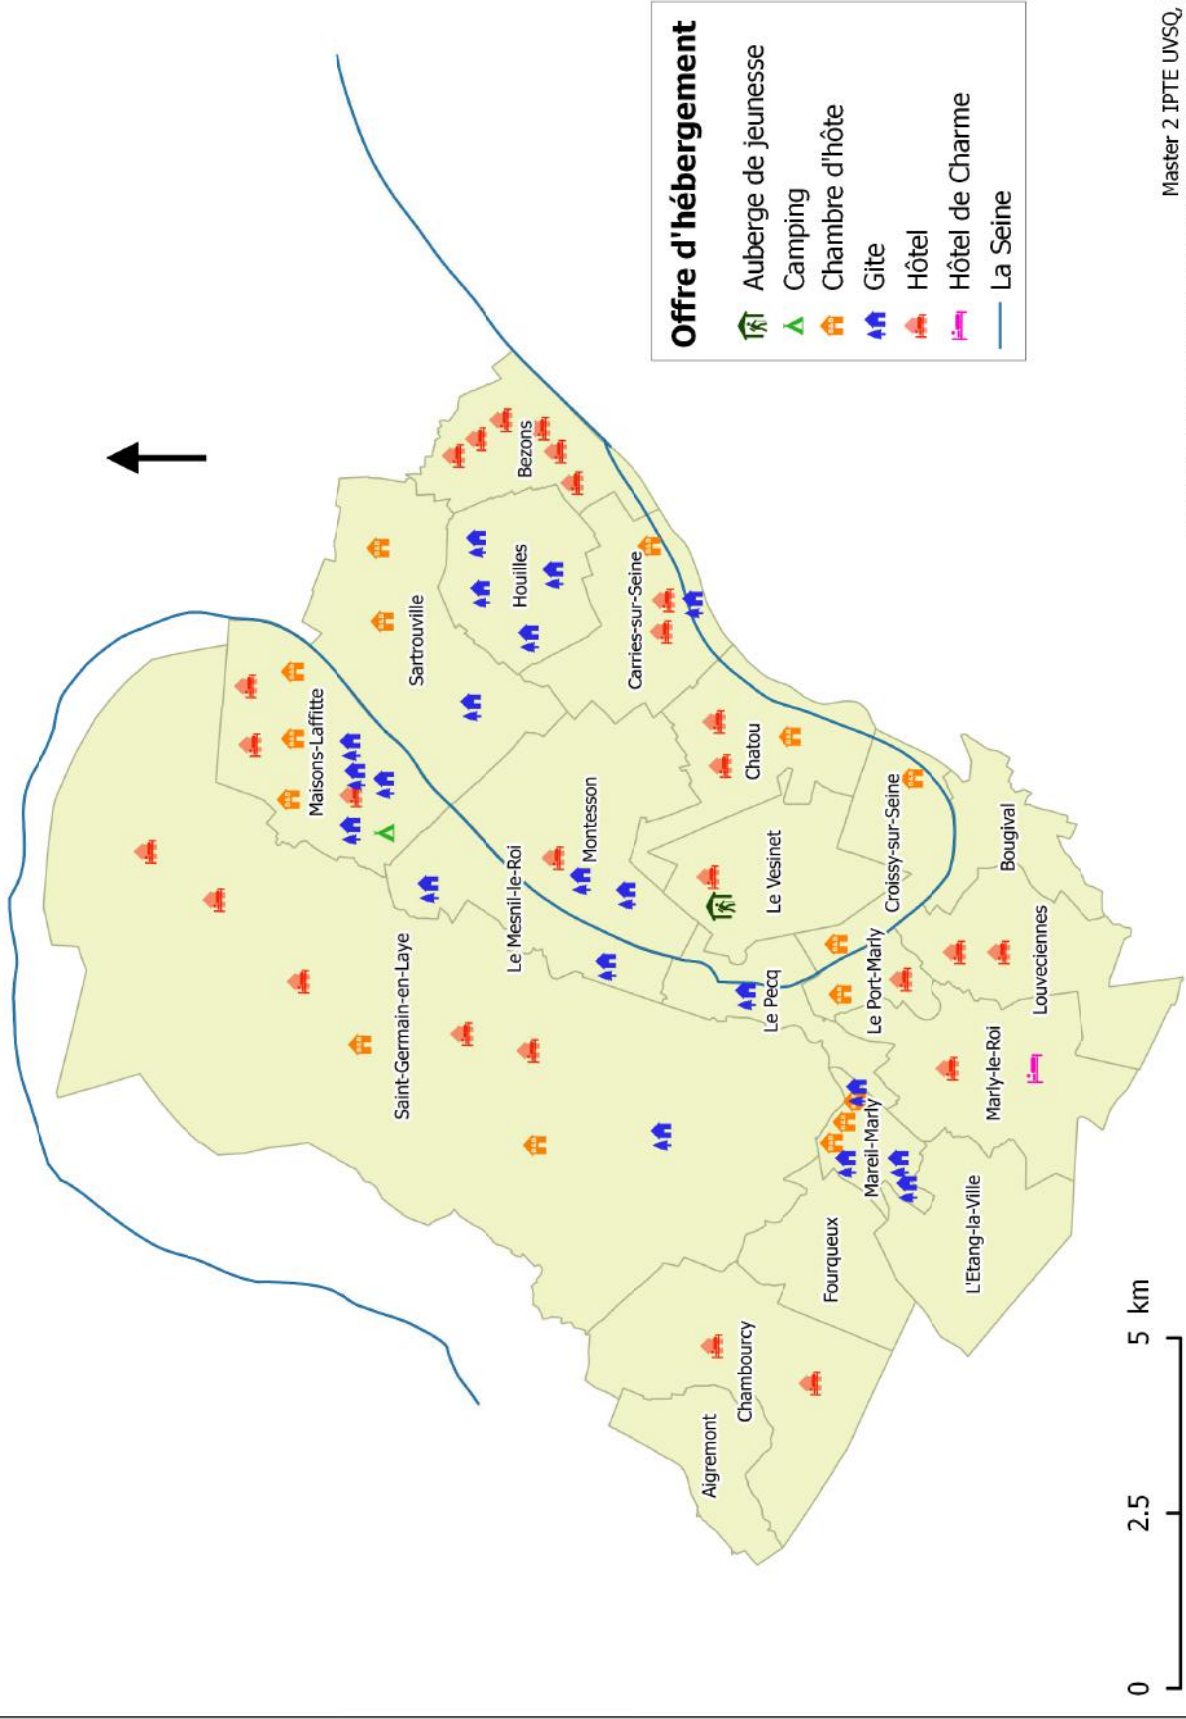 Maisons-Laffitte
Sartrouville
Bezons
Houilles
Saint-Germain-en-Laye
Le Mesnil-le-Roi
Carries-sur-Seine
Montesson
Chatou
Le Vesinet
Le Pecq
Croissy-sur-Seine
Le Port-Marly
Bougival
Louveciennes
Marly-le-Roi
Mareil-Marly
Fourqueux
L'Etang-la-Ville
Chambourcy
Aigremont
Offre d'hébergement
Auberge de jeunesse
Camping
Chambre d'hôte
Gite
Hôtel
Hôtel de Charme
La Seine
0 2.5 5 km
Master 2 IPTE UVSQ,